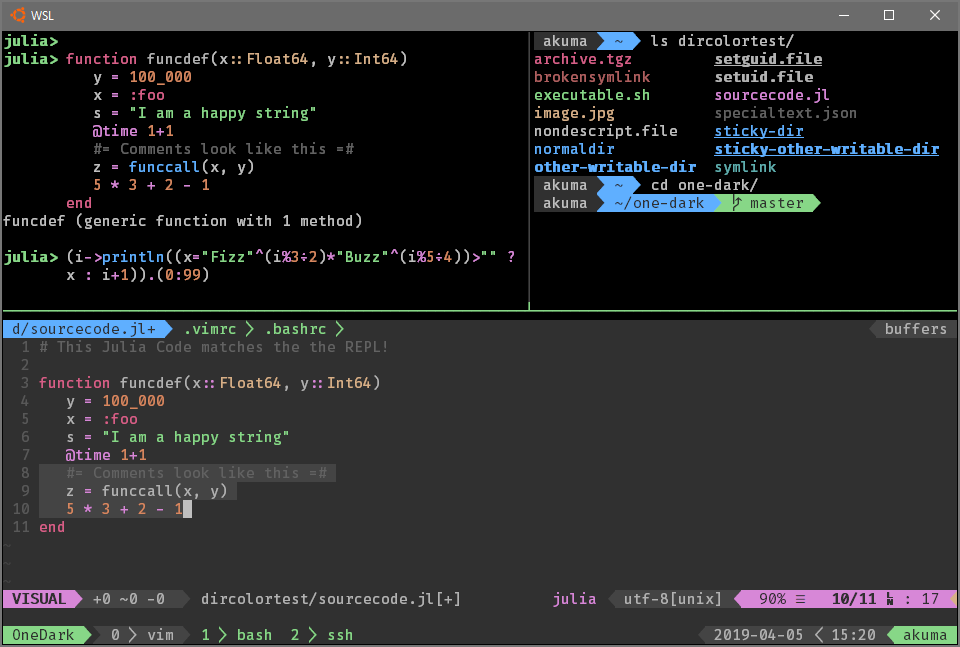 WSL
julia>
julia> function funcdef(x::Float64, y::Int64)
y = 100_000
x = :foo
s = "I am a happy string"
@time 1+1
#= Comments look like this =#
z = funccall(x, y)
5 * 3 + 2 - 1
end
funcdef (generic function with 1 method)
julia> (i->println((x="Fizz"^(i%3÷2)*"Buzz"^(i%5÷4))>"" ?
x : i+1)).(0:99)
akuma ~ ls dircolortest/
archive.tgz setguid.file
brokensymlink setuid.file
executable.sh sourcecode.jl
image.jpg specialtext.json
nondescript.file sticky-dir
normaldir sticky-other-writable-dir
other-writable-dir symlink
akuma ~ cd one-dark/
akuma ~/one-dark master
d/sourcecode.jl+ .vimrc .bashrc buffers
1 # This Julia Code matches the the REPL!
2
3 function funcdef(x::Float64, y::Int64)
4 y = 100_000
5 x = :foo
6 s = "I am a happy string"
7 @time 1+1
8 #= Comments look like this =#
9 z = funccall(x, y)
10 5 * 3 + 2 - 1
11 end
~
~
~
VISUAL +0 ~0 -0 dircolortest/sourcecode.jl[+] julia utf-8[unix] 90% ☰ 10/11 LN : 17
OneDark 0 vim 1 bash 2 ssh 2019-04-05 15:20 akuma